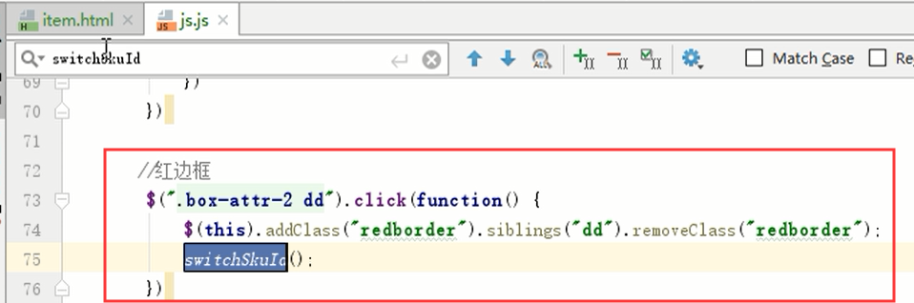 item.html
js.js
switchSkuId
Match Case
Re
69 })
70 })
71
72 //红边框
73 $(".box-attr-2 dd").click(function() {
74 $(this).addClass("redborder").siblings("dd").removeClass("redborder");
75 switchSkuId();
76 })